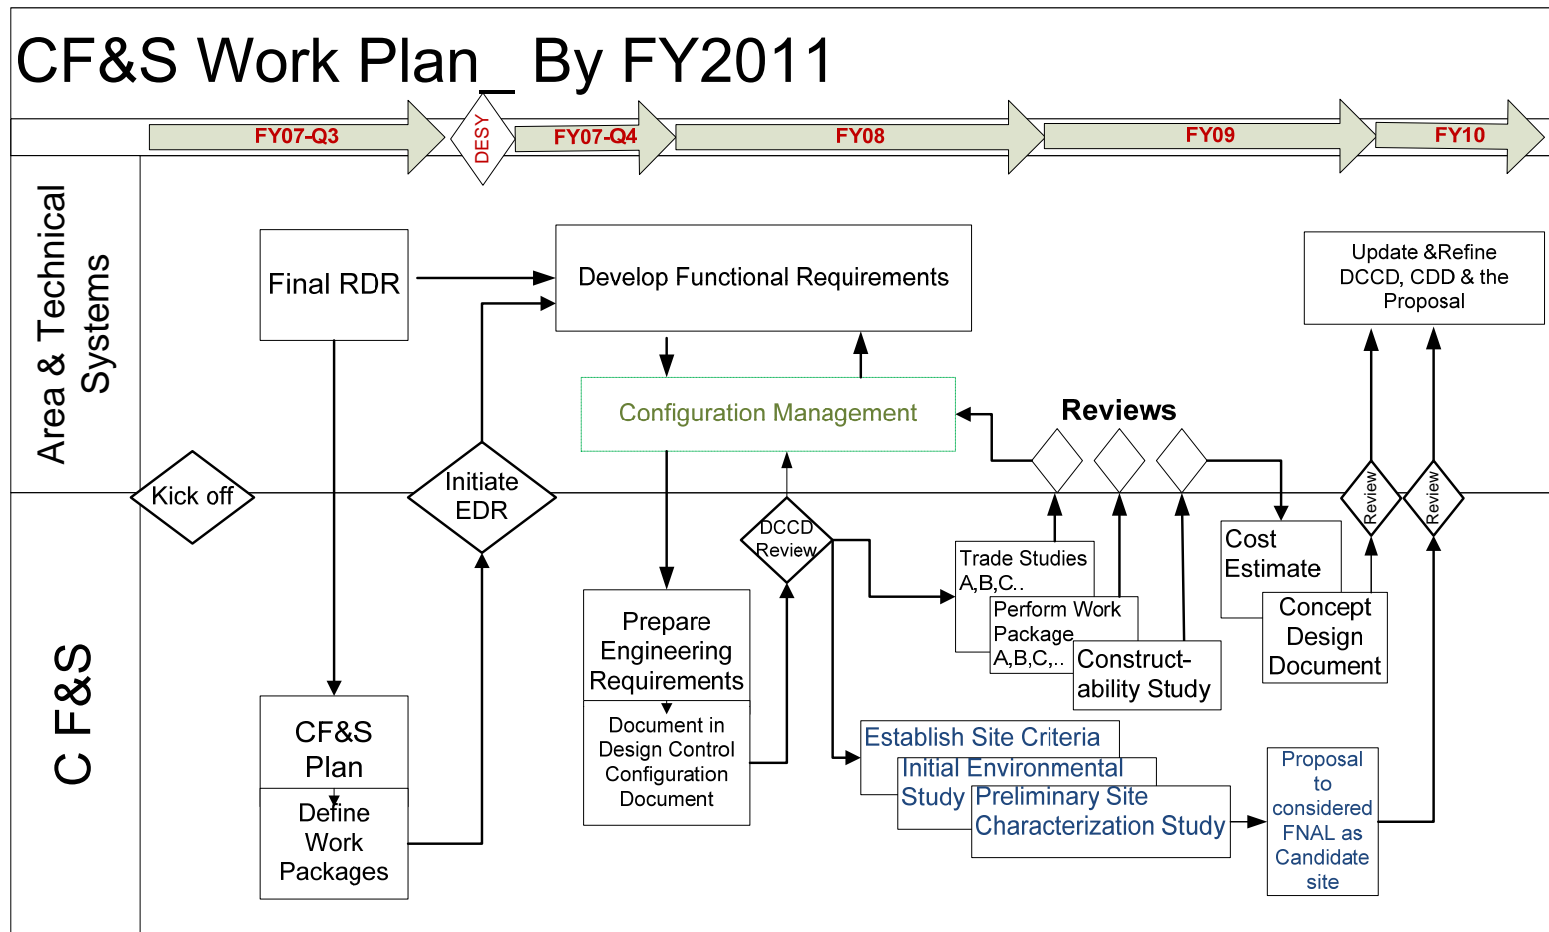 CF&S Work Plan_ By FY2011
FY07-Q3
DESY
FY07-Q4
FY08
FY09
FY10
Area & Technical
Systems
Final RDR
Develop Functional Requirements
Update &Refine
DCCD, CDD & the
Proposal
Configuration Management
Reviews
Kick off
Initiate
EDR
DCCD
Review
Review
Review
C F&S
Trade Studies
A,B,C..
Perform Work
Package
A,B,C,..
Construct-
ability Study
Cost
Estimate
Concept
Design
Document
Prepare
Engineering
Requirements
Document in
Design Control
Configuration
Document
CF&S
Plan
Define
Work
Packages
Establish Site Criteria
Initial Environmental
Study
Preliminary Site
Characterization Study
Proposal
to
considered
FNAL as
Candidate
site